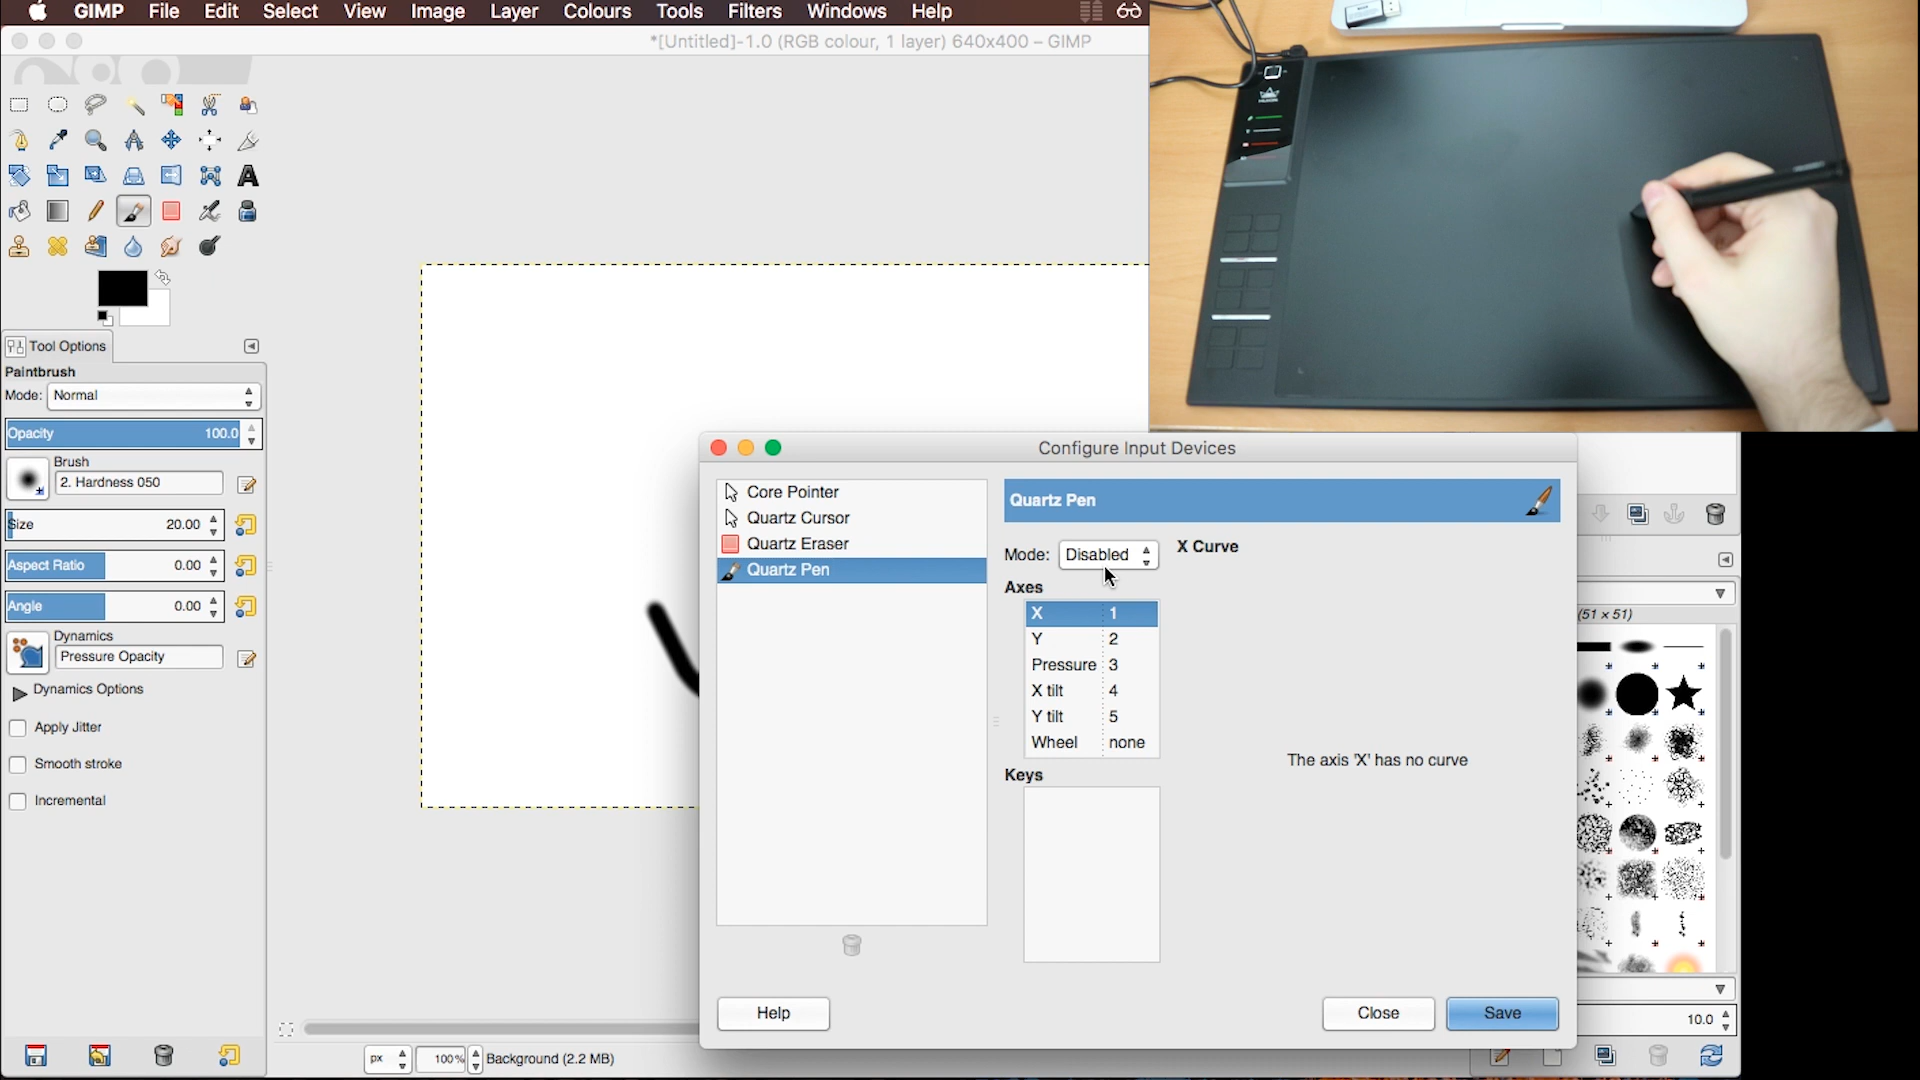 GIMP File Edit Select View Image Layer Colours Tools Filters Windows Help
*[Untitled]-1.0 (RGB colour, 1 layer) 640x400 – GIMP
Tool Options
Paintbrush
Mode: Normal
Opacity 100.0
Brush
2. Hardness 050
Size 20.00
Aspect Ratio 0.00
Angle 0.00
Dynamics
Pressure Opacity
Dynamics Options
Apply Jitter
Smooth stroke
Incremental
px 100% Background (2.2 MB)
Configure Input Devices
Core Pointer
Quartz Cursor
Quartz Eraser
Quartz Pen
Quartz Pen
Mode: Disabled
X Curve
Axes
X 1
Y 2
Pressure 3
X tilt 4
Y tilt 5
Wheel none
Keys
The axis 'X' has no curve
Help
Close
Save
(51 × 51)
10.0